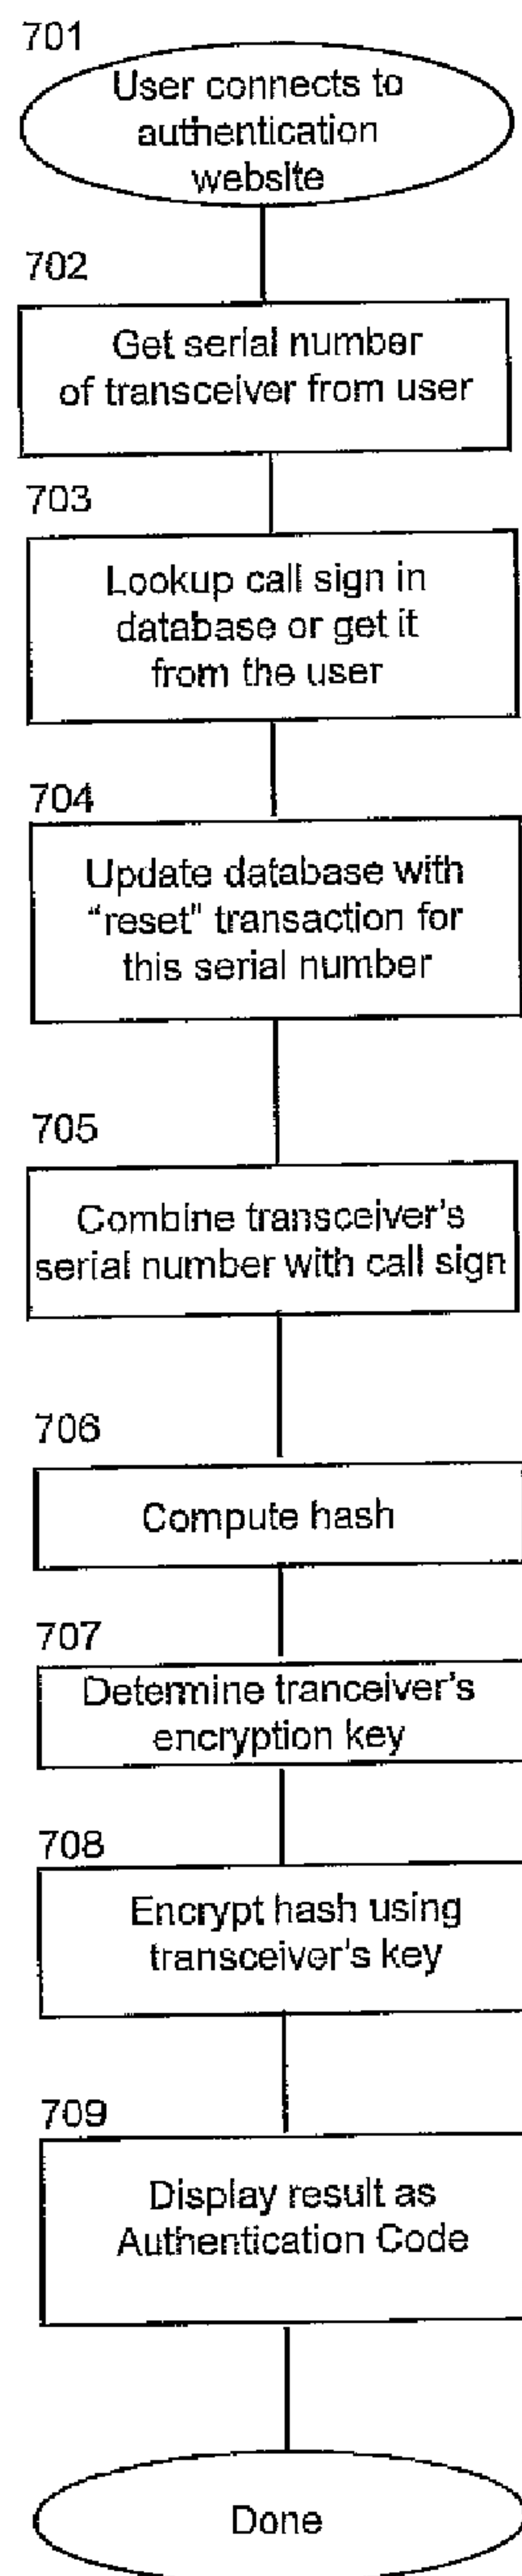 701
User connects to
authentication
website
702
Get serial number
of transceiver from user
703
Lookup call sign in
database or get it
from the user
704
Update database with
“reset” transaction for
this serial number
705
Combine transceiver's
serial number with call sign
706
Compute hash
707
Determine tranceiver's
encryption key
708
Encrypt hash using
transceiver's key
709
Display result as
Authentication Code
Done